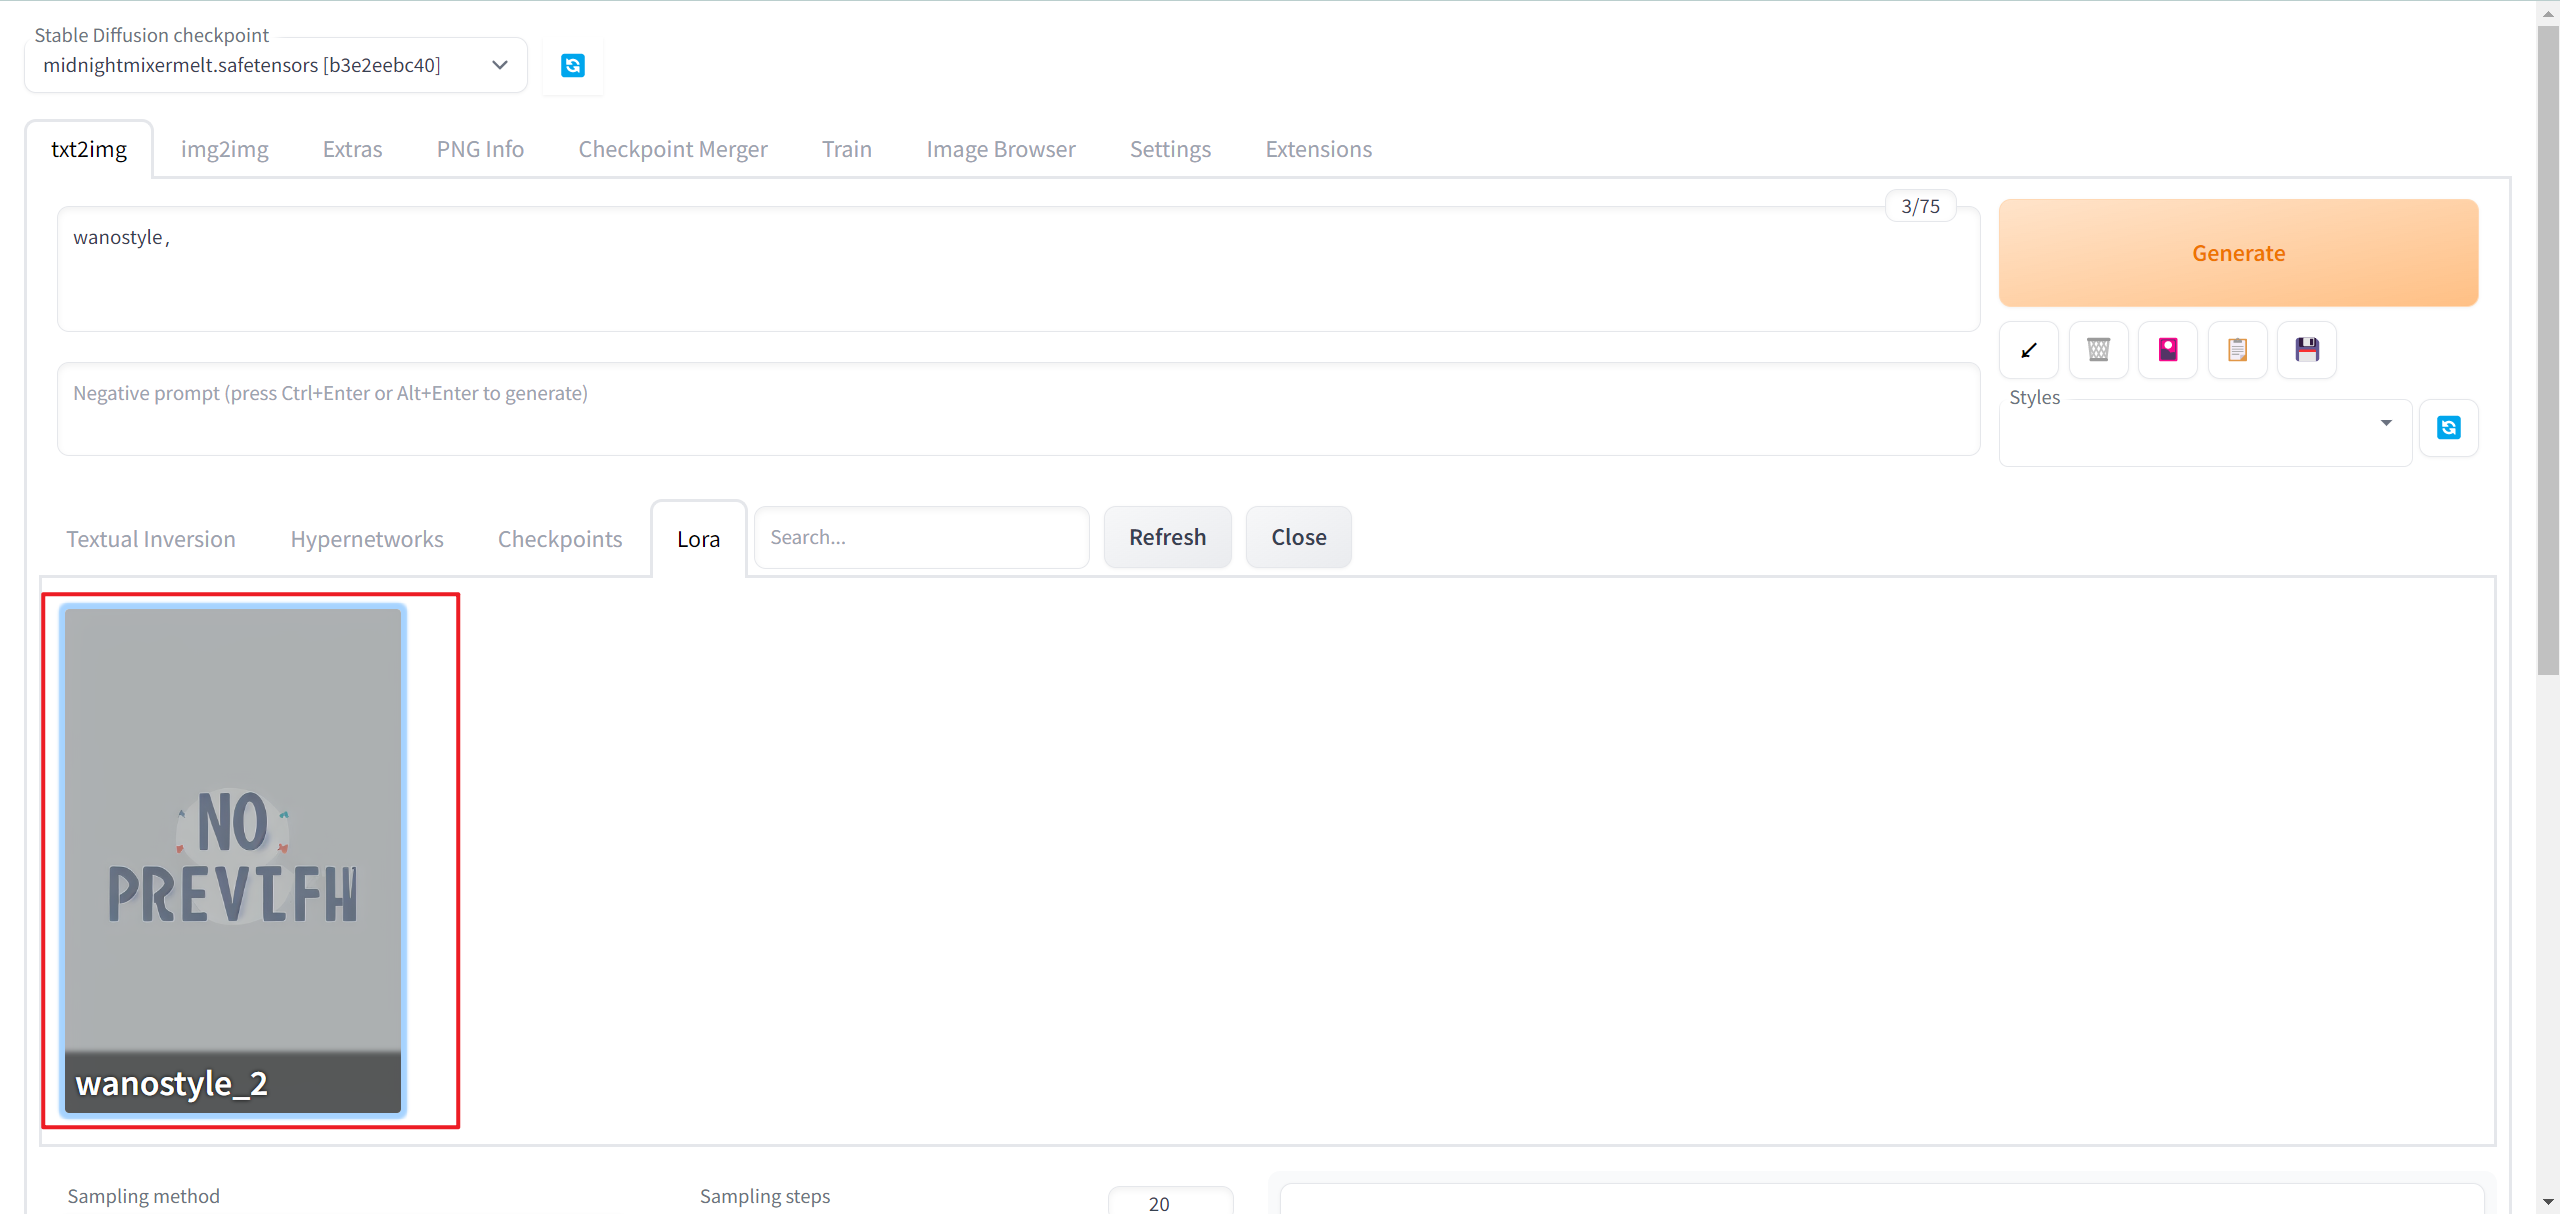 Stable Diffusion checkpoint
midnightmixermelt.safetensors [b3e2eebc40]
txt2img img2img Extras PNG Info Checkpoint Merger Train Image Browser Settings Extensions
3/75
wanostyle,
Generate
Negative prompt (press Ctrl+Enter or Alt+Enter to generate)
Styles
Textual Inversion Hypernetworks Checkpoints Lora Search... Refresh Close
NO
PREVIFW
wanostyle_2
Sampling method Sampling steps 20